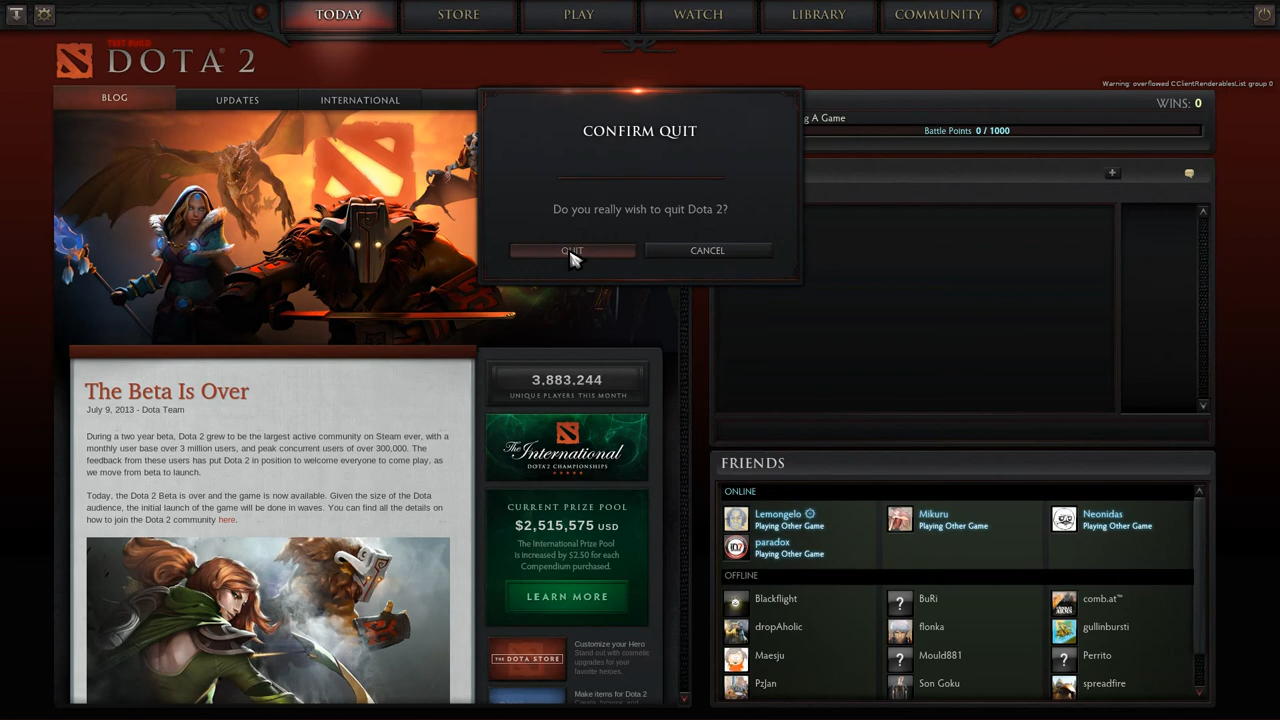 TODAY
STORE
PLAY
WATCH
LIBRARY
COMMUNITY
TEST BUILD
DOTA 2
Warning: overflowed CClientRenderablesList group 0
BLOG
UPDATES
INTERNATIONAL
WINS: 0
g A Game
Battle Points 0 / 1000
CONFIRM QUIT
Do you really wish to quit Dota 2?
QUIT
CANCEL
The Beta Is Over
July 9, 2013 - Dota Team
During a two year beta, Dota 2 grew to be the largest active community on Steam ever, with a
monthly user base over 3 million users, and peak concurrent users of over 300,000. The
feedback from these users has put Dota 2 in position to welcome everyone to come play, as
we move from beta to launch.
Today, the Dota 2 Beta is over and the game is now available. Given the size of the Dota
audience, the initial launch of the game will be done in waves. You can find all the details on
how to join the Dota 2 community here.
3,883,244
UNIQUE PLAYERS THIS MONTH
The International
DOTA 2 CHAMPIONSHIPS
CURRENT PRIZE POOL
$2,515,575 USD
The International Prize Pool
is increased by $2.50 for each
Compendium purchased.
LEARN MORE
THE DOTA STORE
Customize your Hero
Stand out with cosmetic
upgrades for your
favorite heroes.
Make items for Dota 2
FRIENDS
ONLINE
Lemongelo
Playing Other Game
Mikuru
Playing Other Game
Neonidas
Playing Other Game
paradox
Playing Other Game
OFFLINE
Blackflight
BuRi
comb.at™
dropAholic
flonka
gullinbursti
Maesju
Mould881
Perrito
PzJan
Son Goku
spreadfire